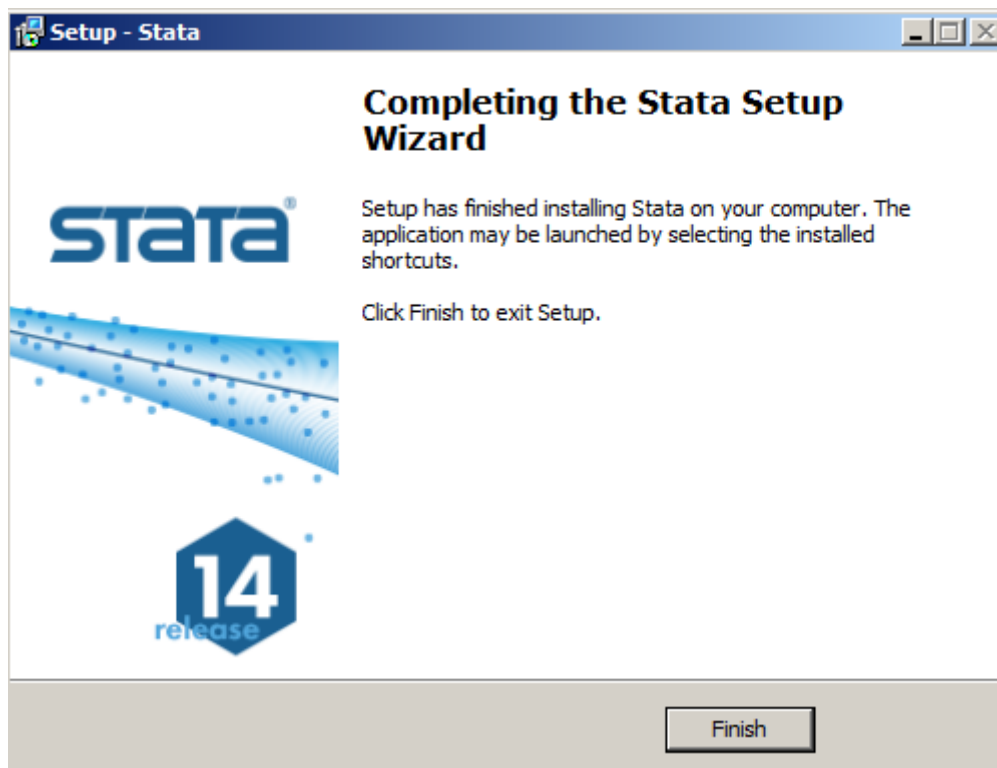 Setup - Stata
Completing the Stata Setup
Wizard
stata®
Setup has finished installing Stata on your computer. The
application may be launched by selecting the installed
shortcuts.
Click Finish to exit Setup.
14
release
Finish